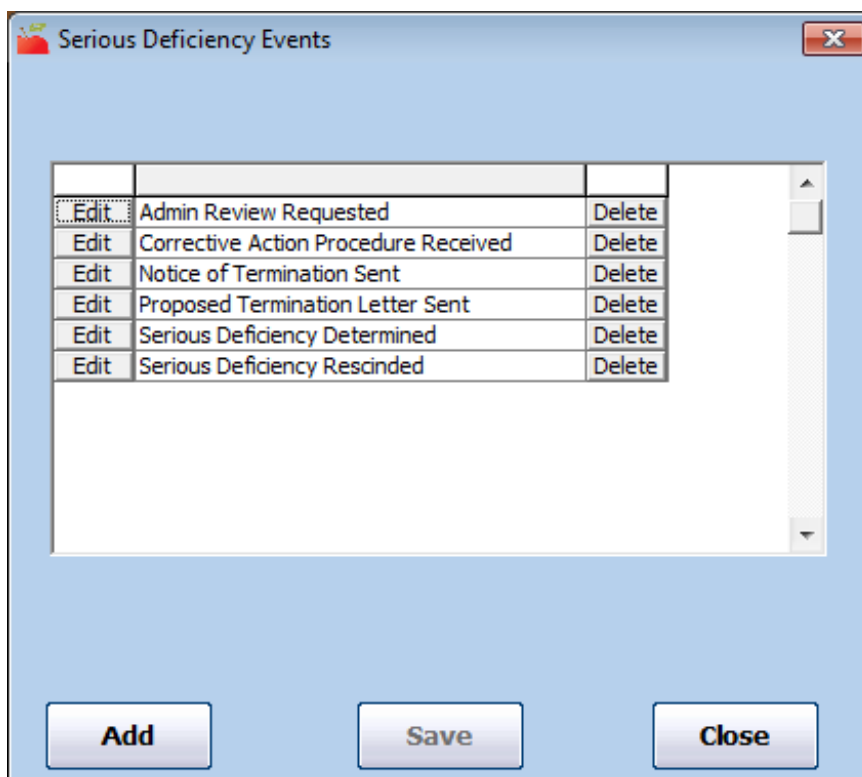 Serious Deficiency Events
Edit Admin Review Requested Delete
Edit Corrective Action Procedure Received Delete
Edit Notice of Termination Sent Delete
Edit Proposed Termination Letter Sent Delete
Edit Serious Deficiency Determined Delete
Edit Serious Deficiency Rescinded Delete
Add Save Close